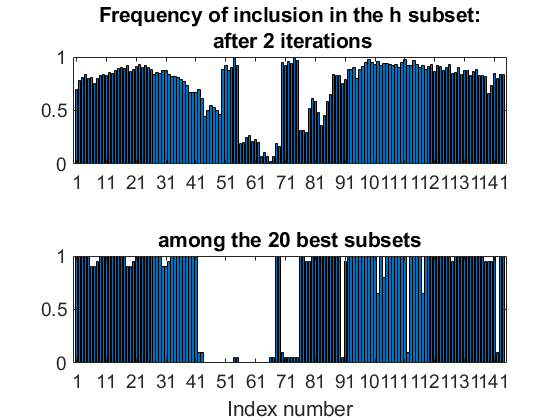 Frequency of inclusion in the h subset:
after 2 iterations
1
0.5
0
1 11 21 31 41 51 61 71 81 91 101 111 121 131 141
among the 20 best subsets
1
0.5
0
1 11 21 31 41 51 61 71 81 91 101 111 121 131 141
Index number